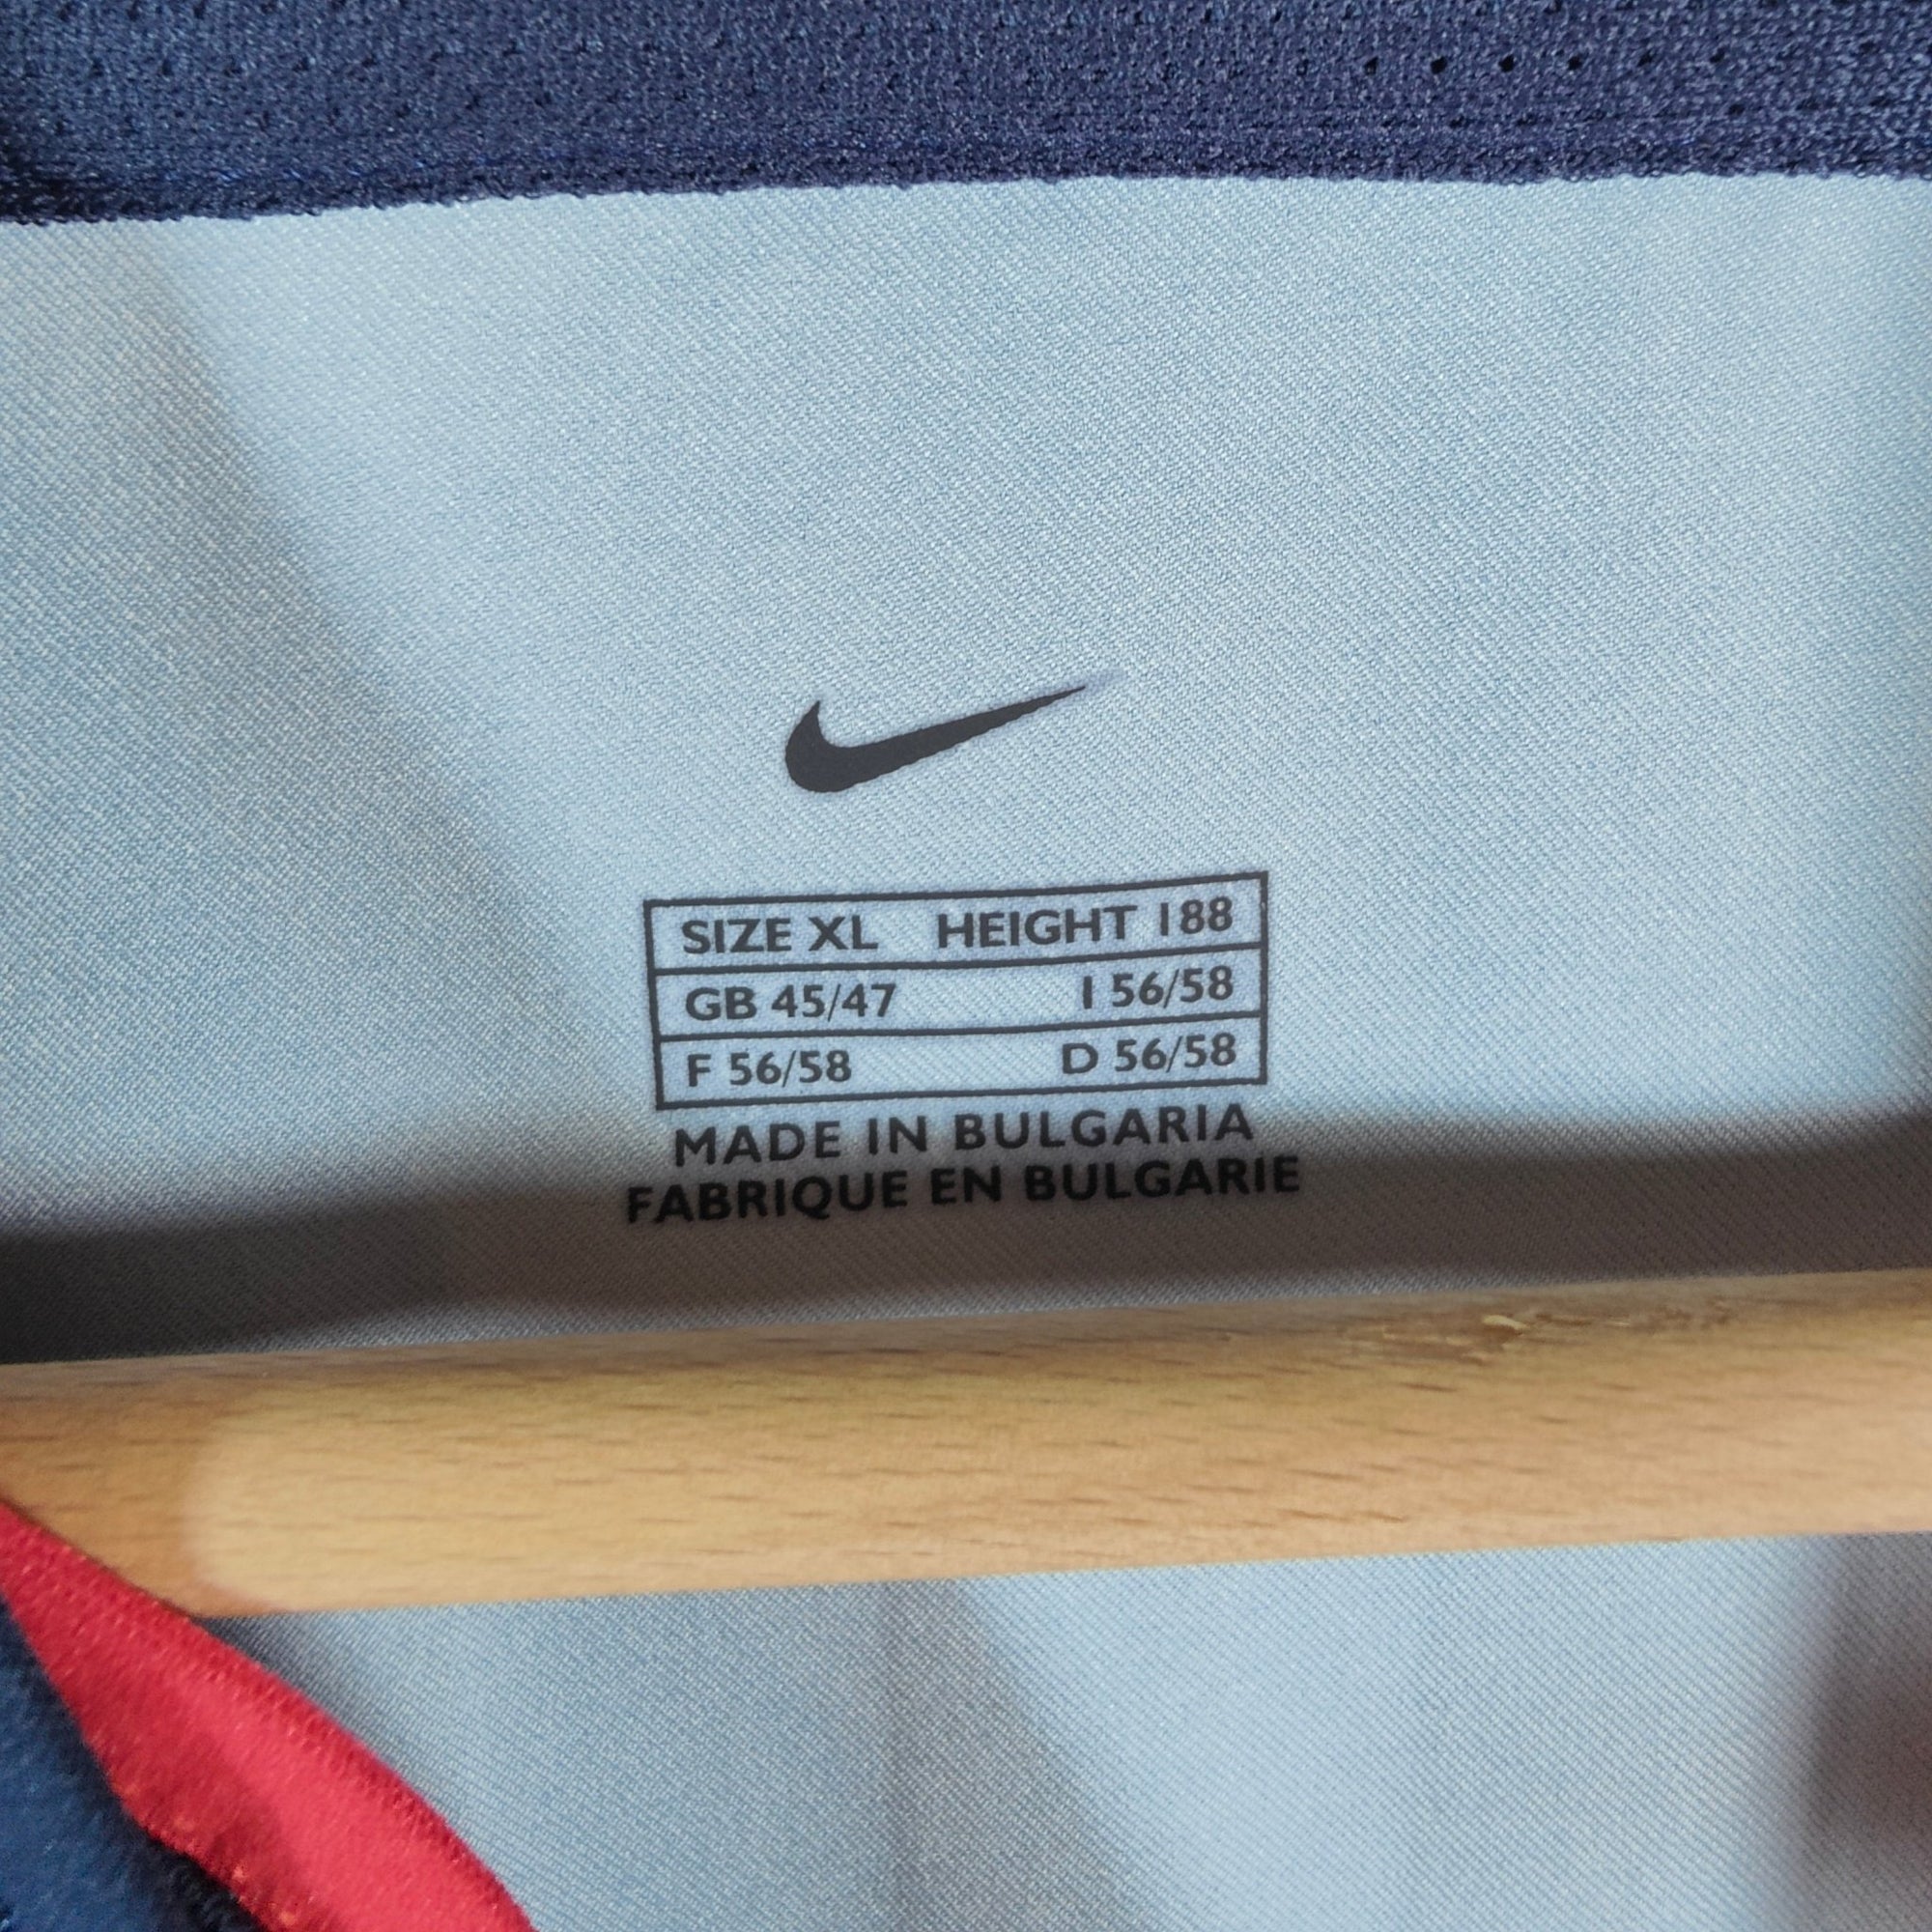 SIZE XL HEIGHT 188
GB 45/47 I 56/58
F 56/58 D 56/58
MADE IN BULGARIA
FABRIQUE EN BULGARIE